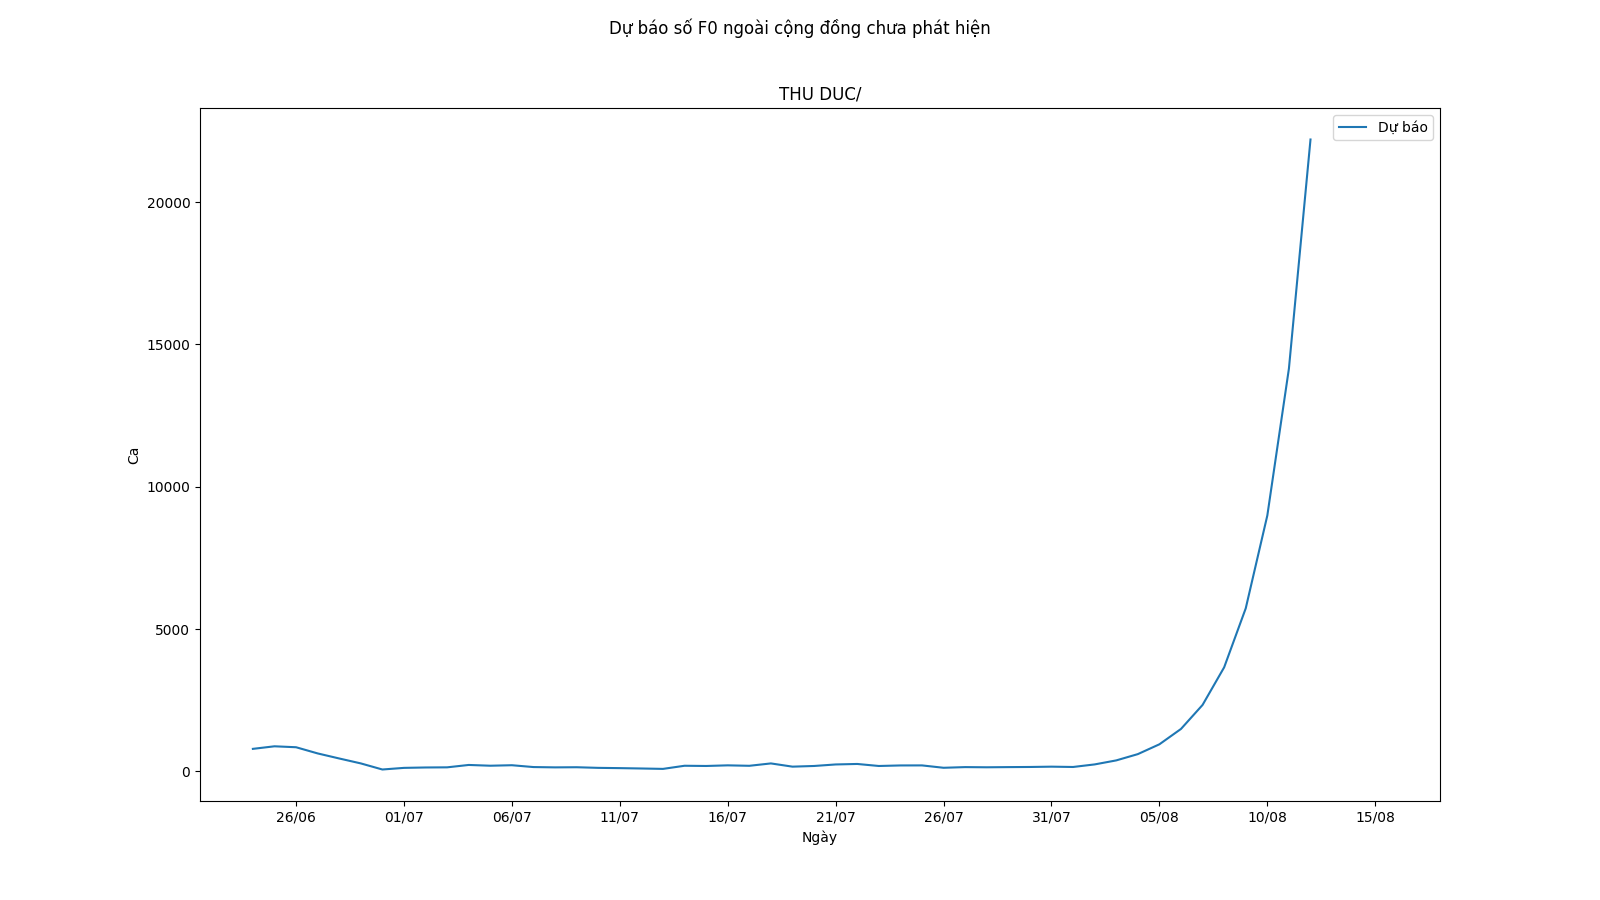 Dự báo số F0 ngoài cộng đồng chưa phát hiện
THU DUC/
Dự báo
20000
15000
10000
5000
0
Ca
26/06 01/07 06/07 11/07 16/07 21/07 26/07 31/07 05/08 10/08 15/08
Ngày